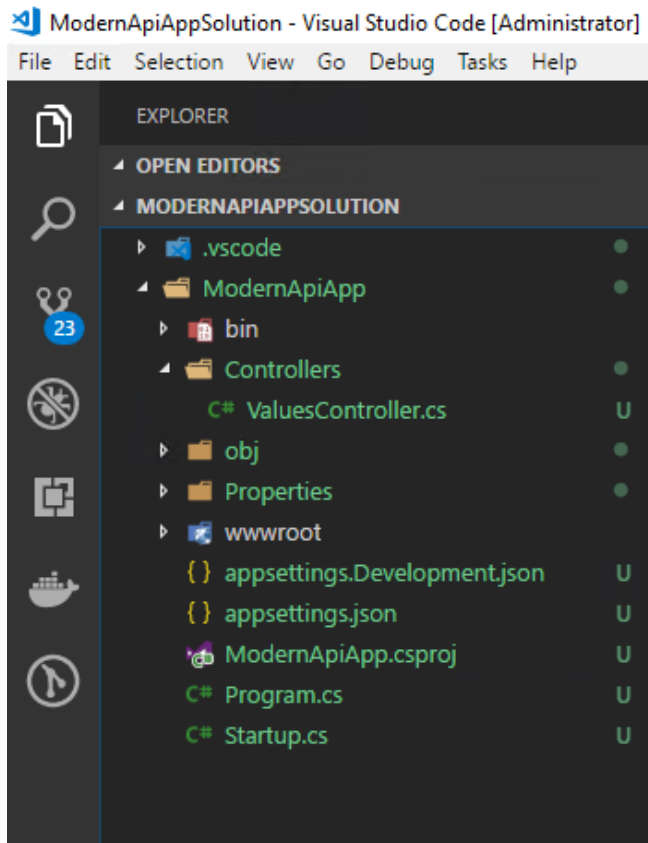 ModernApiAppSolution - Visual Studio Code [Administrator]
File Edit Selection View Go Debug Tasks Help
EXPLORER
OPEN EDITORS
MODERNAPIAPPSOLUTION
.vscode
ModernApiApp
23
bin
Controllers
C# ValuesController.cs U
obj
Properties
wwwroot
{ } appsettings.Development.json U
{ } appsettings.json U
ModernApiApp.csproj U
C# Program.cs U
C# Startup.cs U